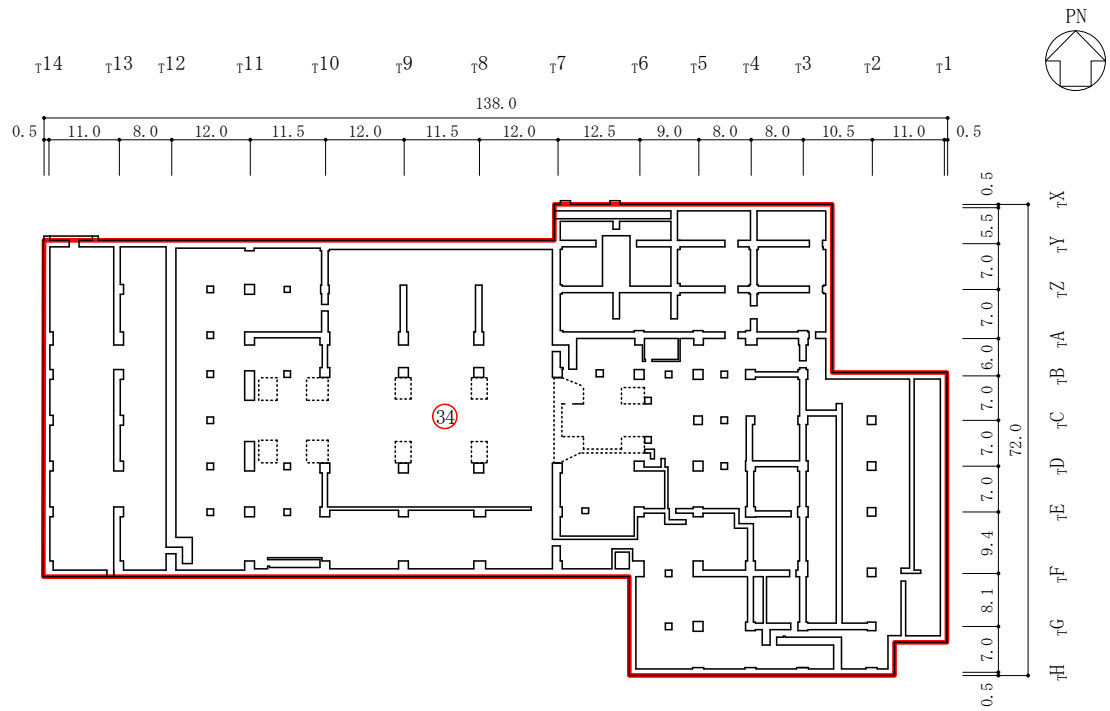 PN
T14 T13 T12 T11 T10 T9 T8 T7 T6 T5 T4 T3 T2 T1
138.0
0.5 11.0 8.0 12.0 11.5 12.0 11.5 12.0 12.5 9.0 8.0 8.0 10.5 11.0 0.5
0.5 TX
5.5
TY
7.0
TZ
7.0
TA
6.0
TB
7.0
TC
7.0
72.0
TD
7.0
TE
9.4
TF
8.1
TG
7.0
TH
0.5
34